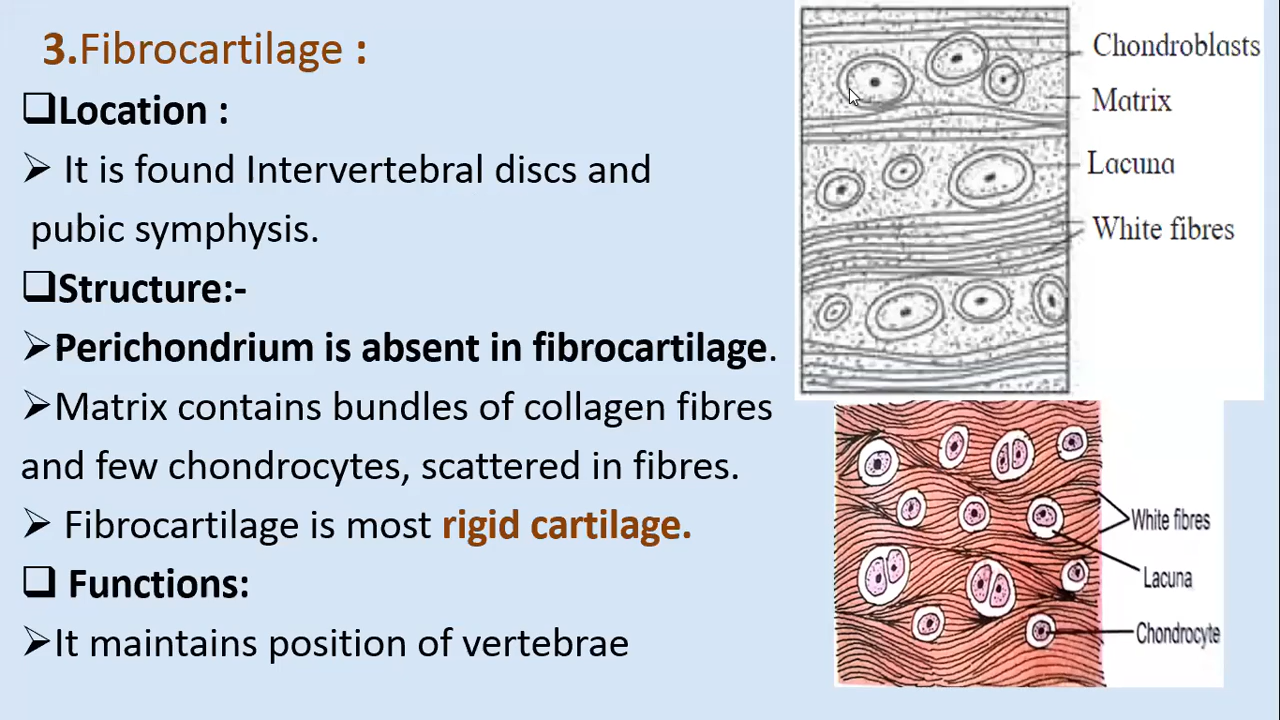 3.Fibrocartilage :
❑Location :
➢ It is found Intervertebral discs and
pubic symphysis.
❑Structure:-
➢Perichondrium is absent in fibrocartilage.
➢Matrix contains bundles of collagen fibres
and few chondrocytes, scattered in fibres.
➢ Fibrocartilage is most rigid cartilage.
❑ Functions:
➢It maintains position of vertebrae
Chondroblasts
Matrix
Lacuna
White fibres
White fibres
Lacuna
Chondrocyte